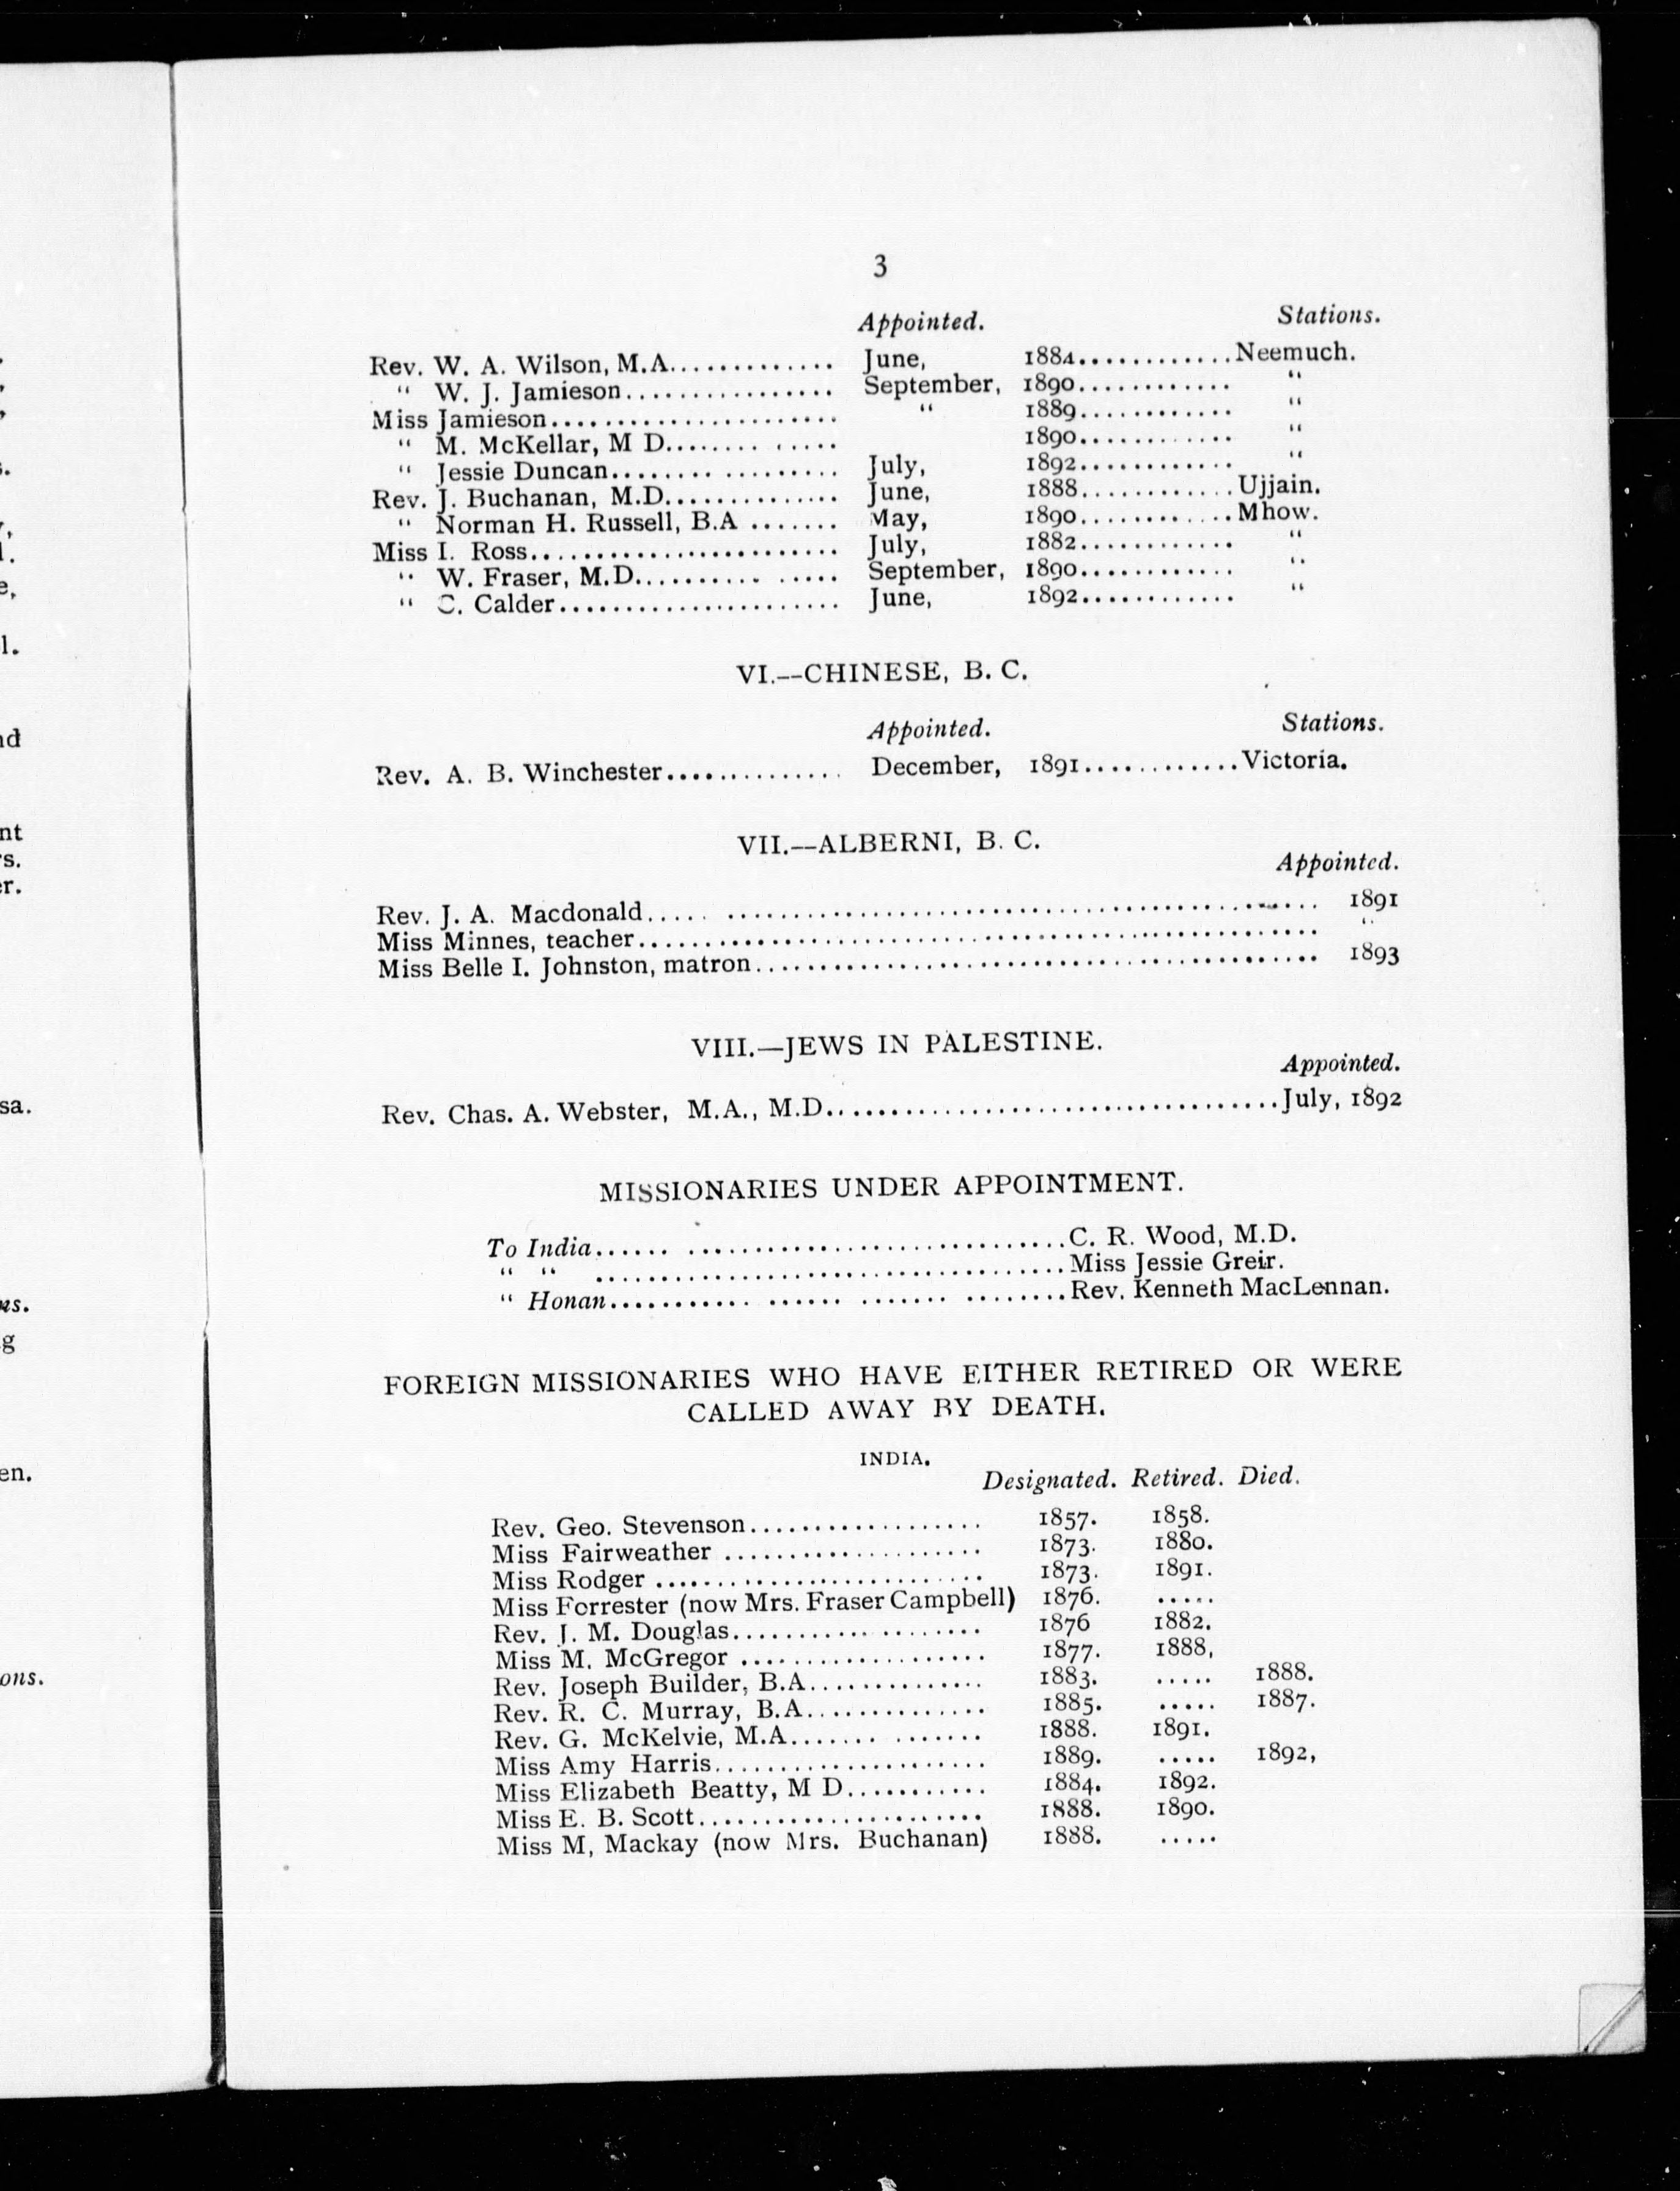 3
Appointed. Stations.
Rev. W. A. Wilson, M.A............. June, 1884............Neemuch.
“ W. J. Jamieson................ September, 1890............ “
Miss Jamieson...................... “ 1889............ “
“ M. McKellar, M D........ ..... 1890............ “
“ Jessie Duncan........ .......... July, 1892............ “
Rev. J. Buchanan, M.D.............. June, 1888............Ujjain.
“ Norman H. Russell, B.A ....... May, 1890............Mhow.
Miss I. Ross........................ July, 1882............ “
“ W. Fraser, M.D.......... ..... September, 1890............ “
“ C. Calder...................... June, 1892............ “
VI.--CHINESE, B. C.
Appointed. Stations.
Rev. A. B. Winchester.............. December, 1891............Victoria.
VII.--ALBERNI, B. C.
Appointed.
Rev. J. A. Macdonald..... .............................................. 1891
Miss Minnes, teacher.................................................... “
Miss Belle I. Johnston, matron........................................... 1893
VIII.—JEWS IN PALESTINE.
Appointed.
Rev. Chas. A. Webster, M.A., M.D...................................July, 1892
MISSIONARIES UNDER APPOINTMENT.
To India...... .............................C. R. Wood, M.D.
“ “ ....................................Miss Jessie Greir.
“ Honan........... ...... ....... ........Rev. Kenneth MacLennan.
FOREIGN MISSIONARIES WHO HAVE EITHER RETIRED OR WERE
CALLED AWAY BY DEATH.
INDIA.
Designated. Retired. Died.
Rev. Geo. Stevenson.................. 1857. 1858.
Miss Fairweather .................... 1873. 1880.
Miss Rodger ......................... 1873. 1891.
Miss Forrester (now Mrs. Fraser Campbell) 1876. .....
Rev. J. M. Douglas................... 1876 1882.
Miss M. McGregor ................... 1877. 1888,
Rev. Joseph Builder, B.A.............. 1883. ..... 1888.
Rev. R. C. Murray, B.A.............. 1885. ..... 1887.
Rev. G. McKelvie, M.A....... ....... 1888. 1891.
Miss Amy Harris..................... 1889. ..... 1892,
Miss Elizabeth Beatty, M D........... 1884. 1892.
Miss E. B. Scott...................... 1888. 1890.
Miss M, Mackay (now Mrs. Buchanan) 1888. .....